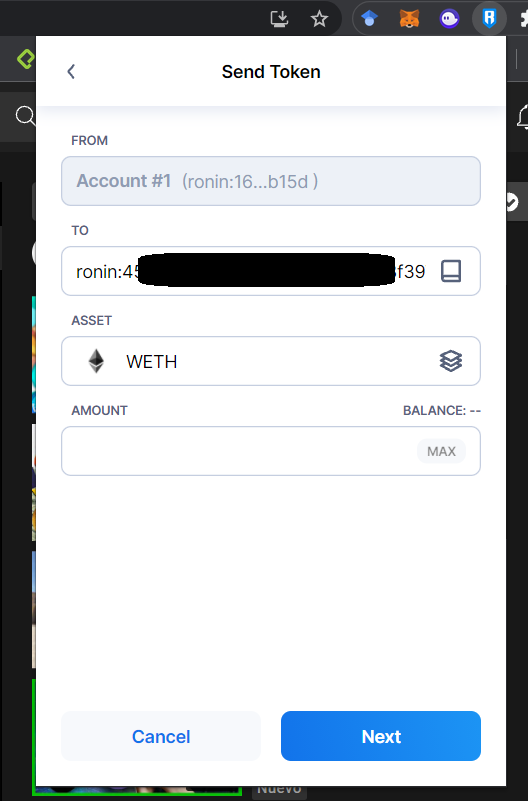 Send Token
FROM
Account #1 (ronin:16...b15d )
TO
ronin:45 f39
ASSET
WETH
AMOUNT BALANCE: --
MAX
Cancel Next
Nuevo